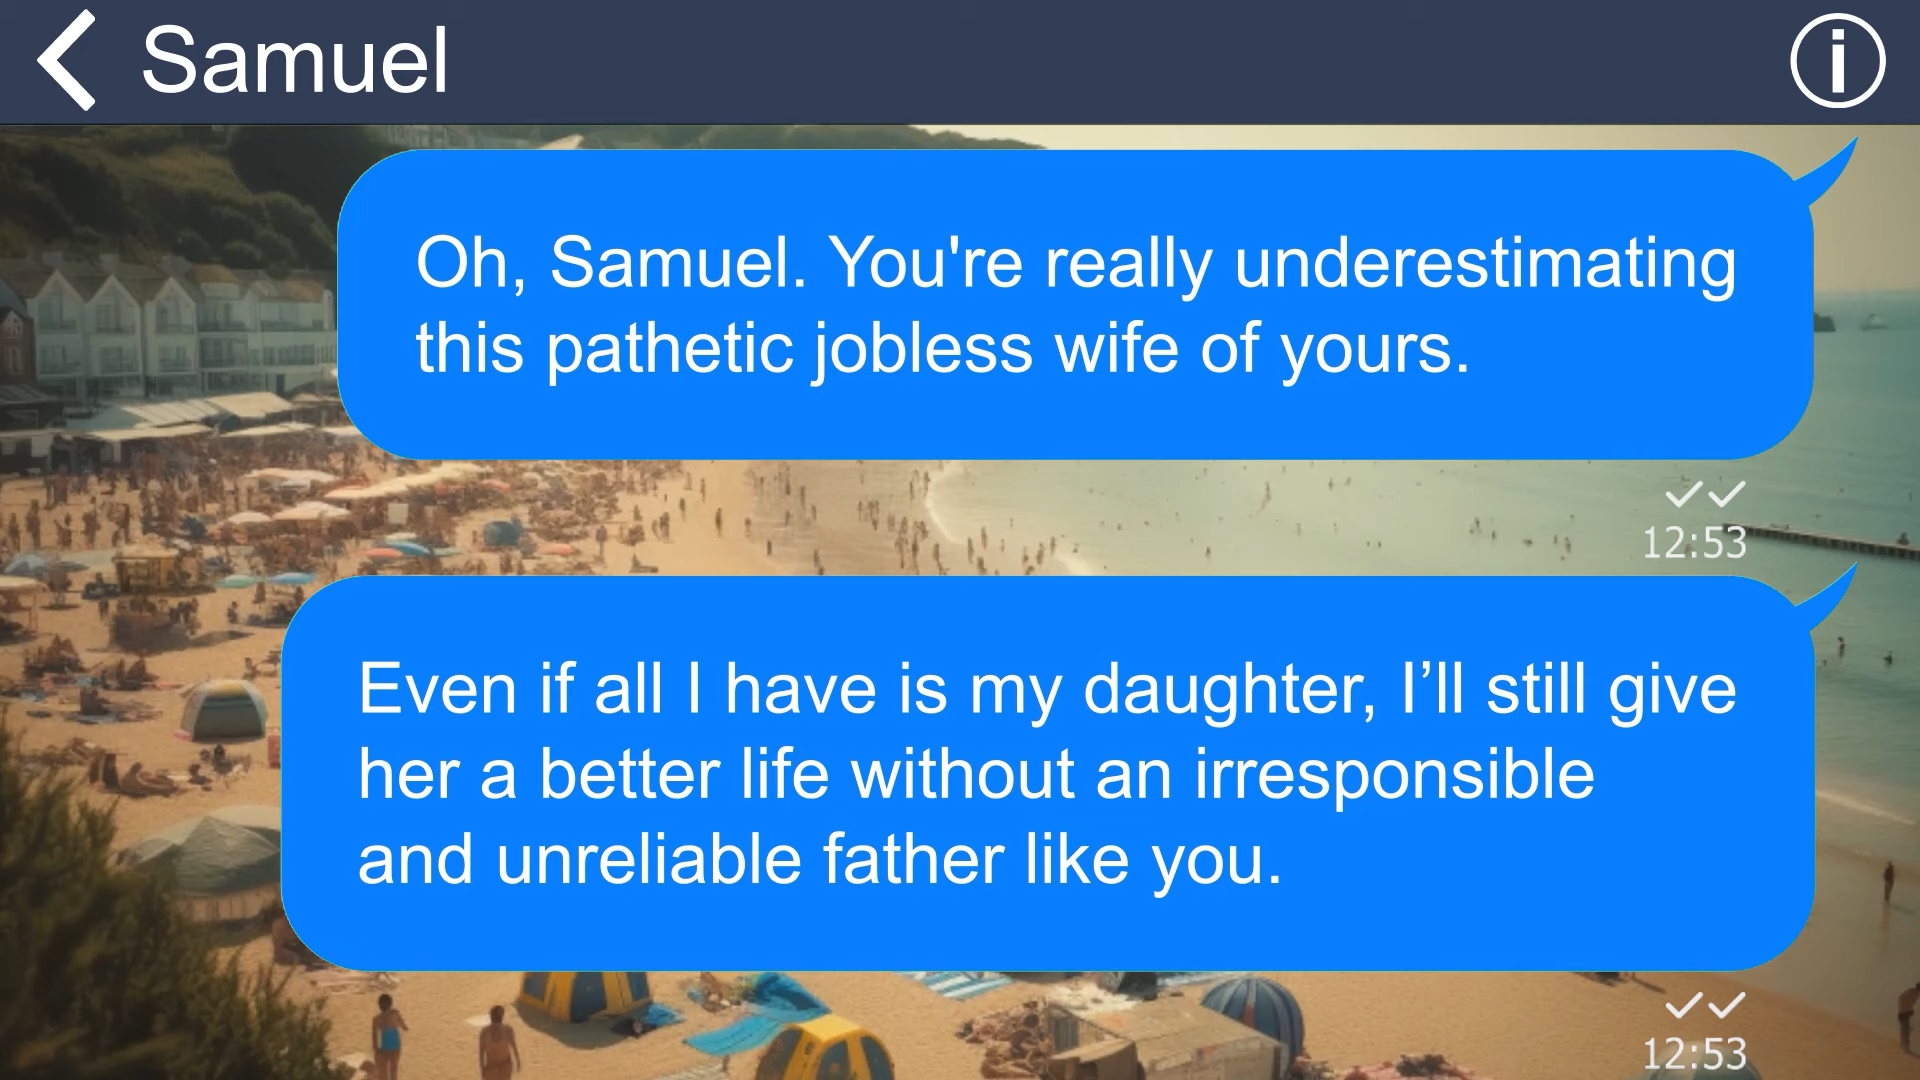 Samuel
Oh, Samuel. You're really underestimating
this pathetic jobless wife of yours.
12:53
Even if all I have is my daughter, I’ll still give
her a better life without an irresponsible
and unreliable father like you.
12:53